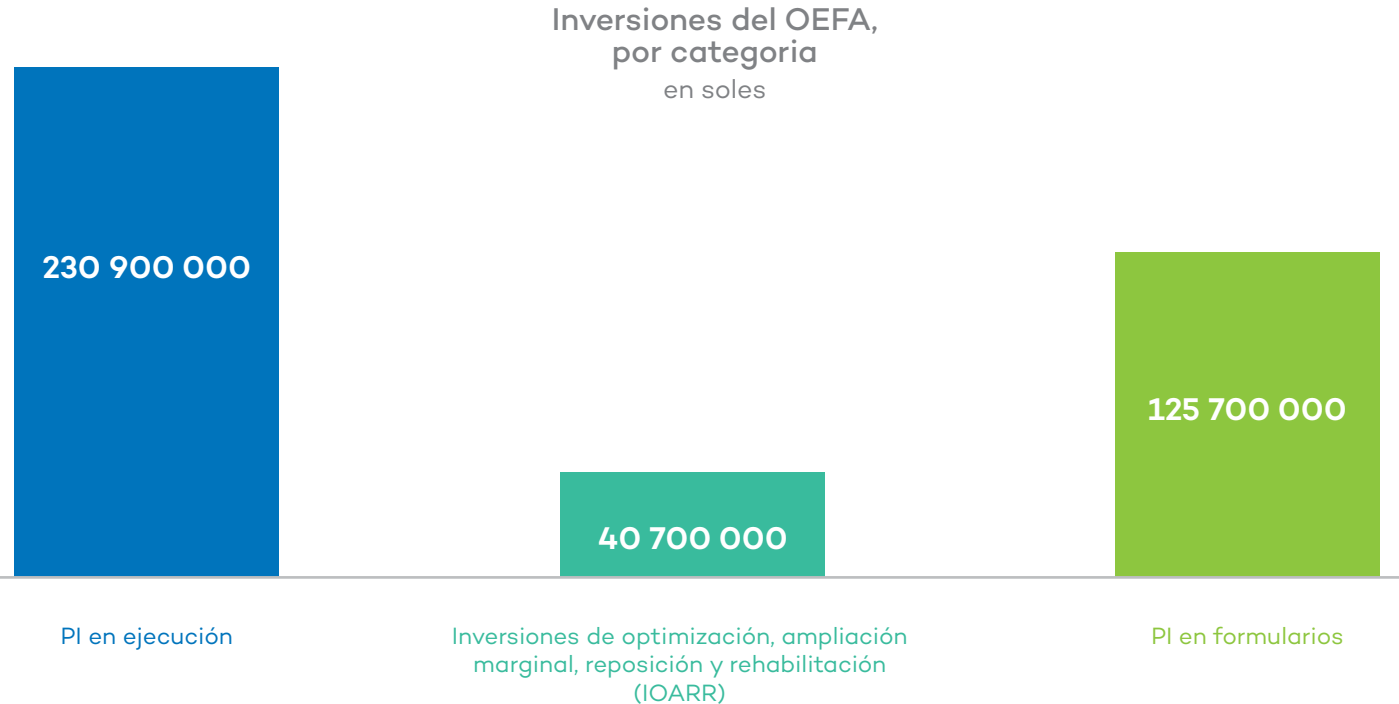 Inversiones del OEFA,
por categoria
en soles
230 900 000
40 700 000
125 700 000
PI en ejecución
Inversiones de optimización, ampliación
marginal, reposición y rehabilitación
(IOARR)
PI en formularios